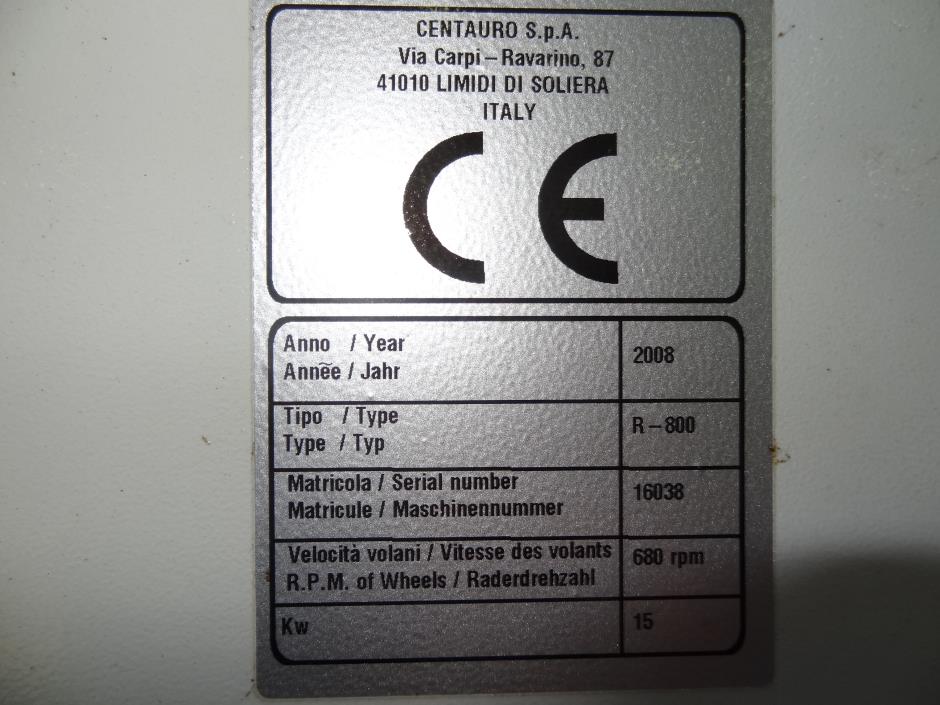 CENTAURO S.p.A.
Via Carpi – Ravarino, 87
41010 LIMIDI DI SOLIERA
ITALY
CE
Anno / Year
Annẽe / Jahr
2008
Tipo / Type
Type / Typ
R – 800
Matricola / Serial number
Matricule / Maschinennummer
16038
Velocità volani / Vitesse des volants
R.P.M. of Wheels / Raderdrehzahl
680 rpm
Kw
15